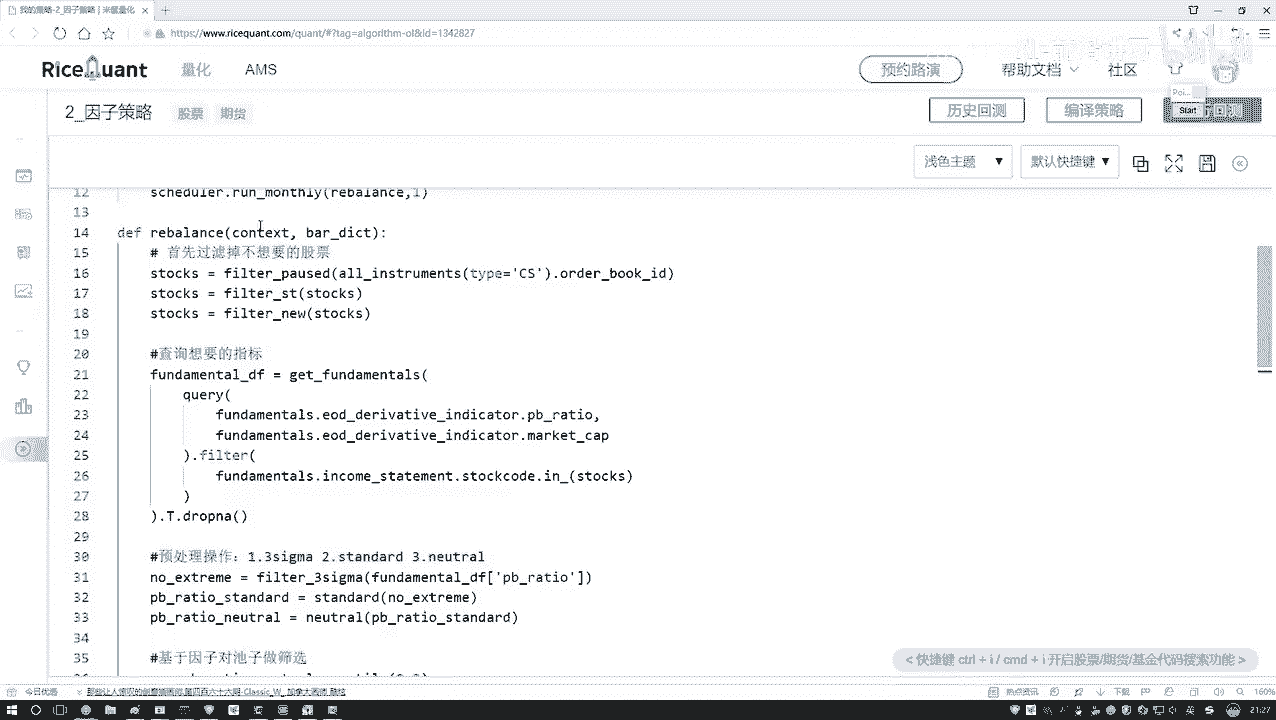 我的策略-2_因子策略 | 米筐量化
https://www.ricequant.com/quant/#?tag=algorithm-ol&id=1342827
RiceQuant 量化 AMS 预约路演 帮助文档 社区
2_因子策略 股票 期货 历史回测 编译策略 Start
浅色主题 默认快捷键
12 scheduler.run_monthly(rebalance,1)
13
14 def rebalance(context, bar_dict):
15 # 首先过滤掉不想要的股票
16 stocks = filter_paused(all_instruments(type='CS').order_book_id)
17 stocks = filter_st(stocks)
18 stocks = filter_new(stocks)
19
20 #查询想要的指标
21 fundamental_df = get_fundamentals(
22 query(
23 fundamentals.eod_derivative_indicator.pb_ratio,
24 fundamentals.eod_derivative_indicator.market_cap
25 ).filter(
26 fundamentals.income_statement.stockcode.in_(stocks)
27 )
28 ).T.dropna()
29
30 #预处理操作：1.3sigma 2.standard 3.neutral
31 no_extreme = filter_3sigma(fundamental_df['pb_ratio'])
32 pb_ratio_standard = standard(no_extreme)
33 pb_ratio_neutral = neutral(pb_ratio_standard)
34
35 #基于因子对池子做筛选
<快捷键 ctrl + i / cmd + i 开启股票/期货/基金代码搜索功能 >
今日优选
热点资讯 下载 160%
英 21:27